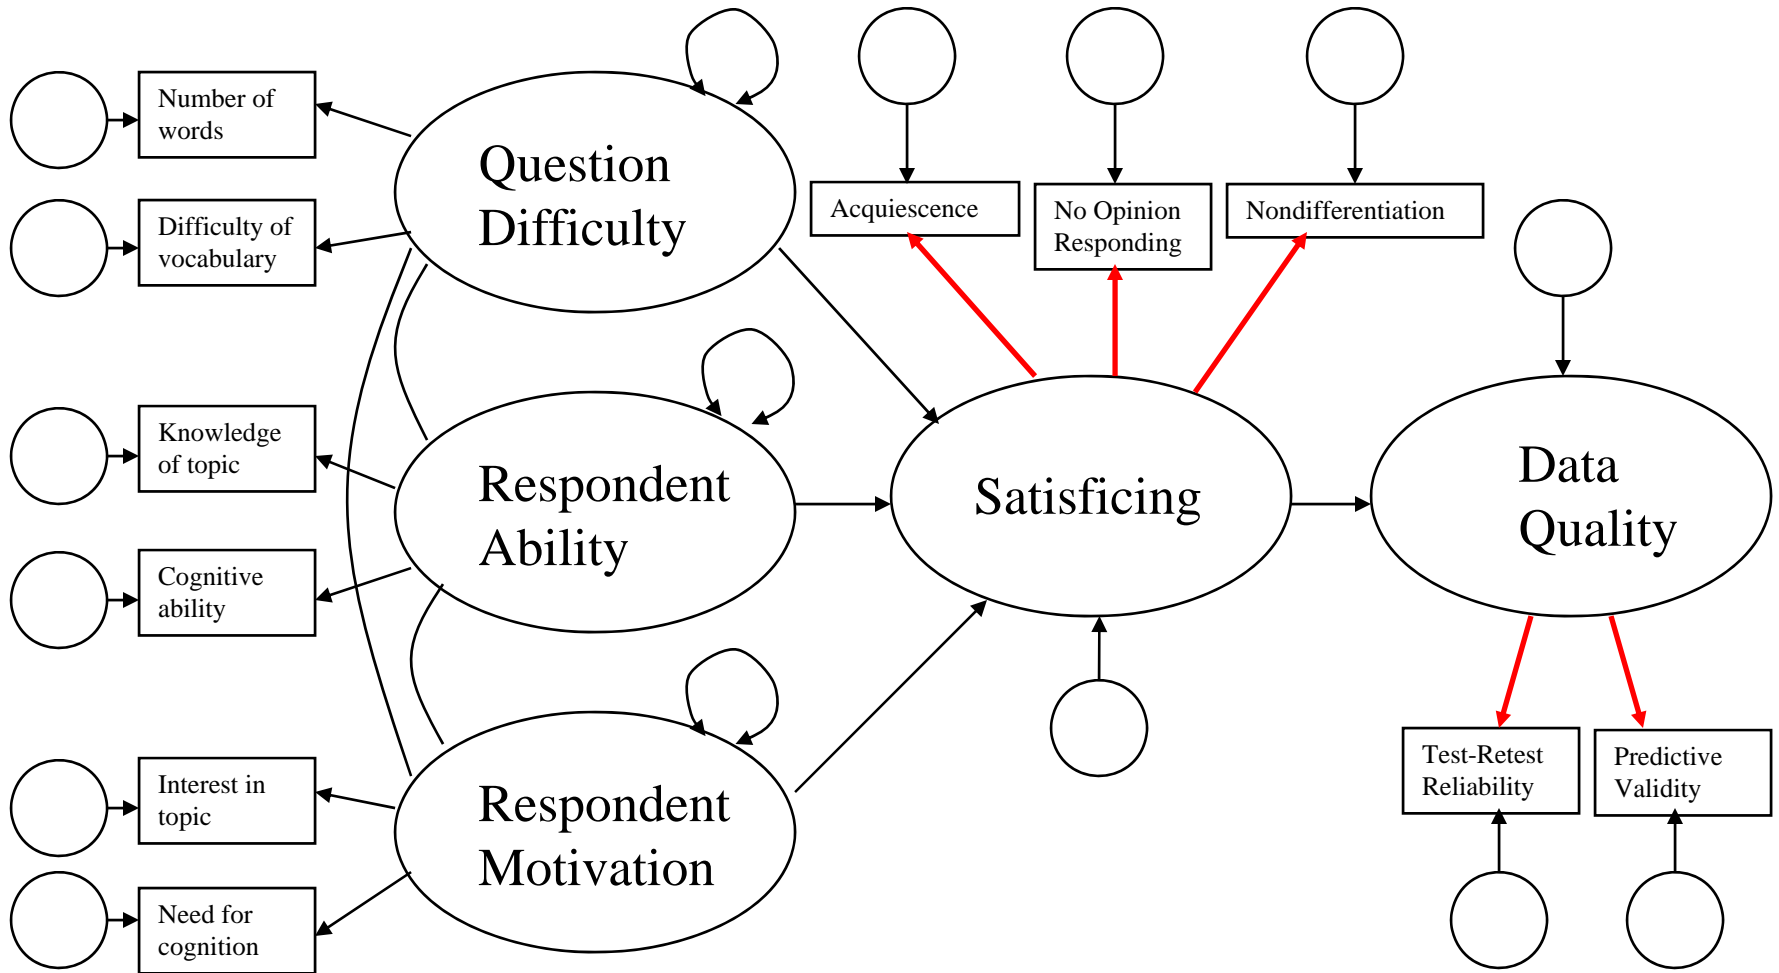 Number of
words
Difficulty of
vocabulary
Knowledge
of topic
Cognitive
ability
Interest in
topic
Need for
cognition
Question
Difficulty
Respondent
Ability
Respondent
Motivation
Acquiescence
No Opinion
Responding
Nondifferentiation
Satisficing
Data
Quality
Test-Retest
Reliability
Predictive
Validity